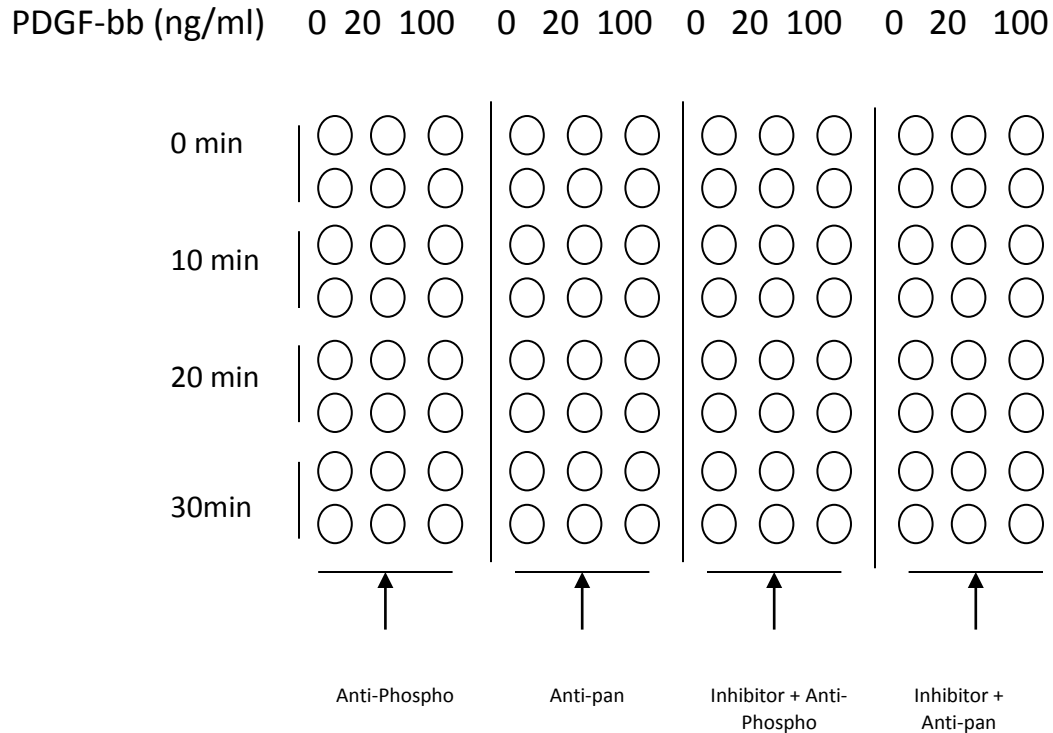 PDGF-bb (ng/ml) 0 20 100 0 20 100 0 20 100 0 20 100
0 min
10 min
20 min
30min
Anti-Phospho Anti-pan Inhibitor + Anti- Inhibitor +
Phospho Anti-pan